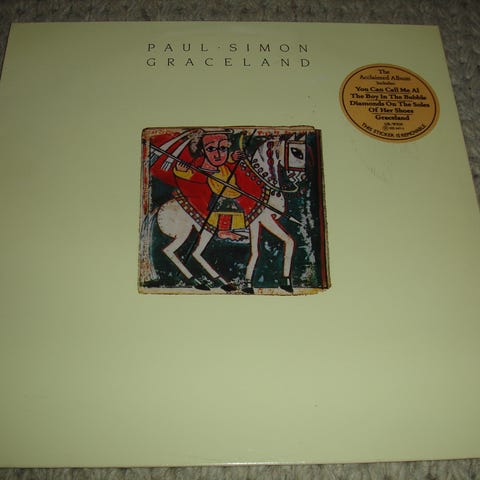 PAUL · SIMON
GRACELAND
The
Acclaimed Album
Includes
You Can Call Me Al
The Boy In The Bubble
Diamonds On The Soles
Of Her Shoes
Graceland
THIS STICKER IS REMOVABLE